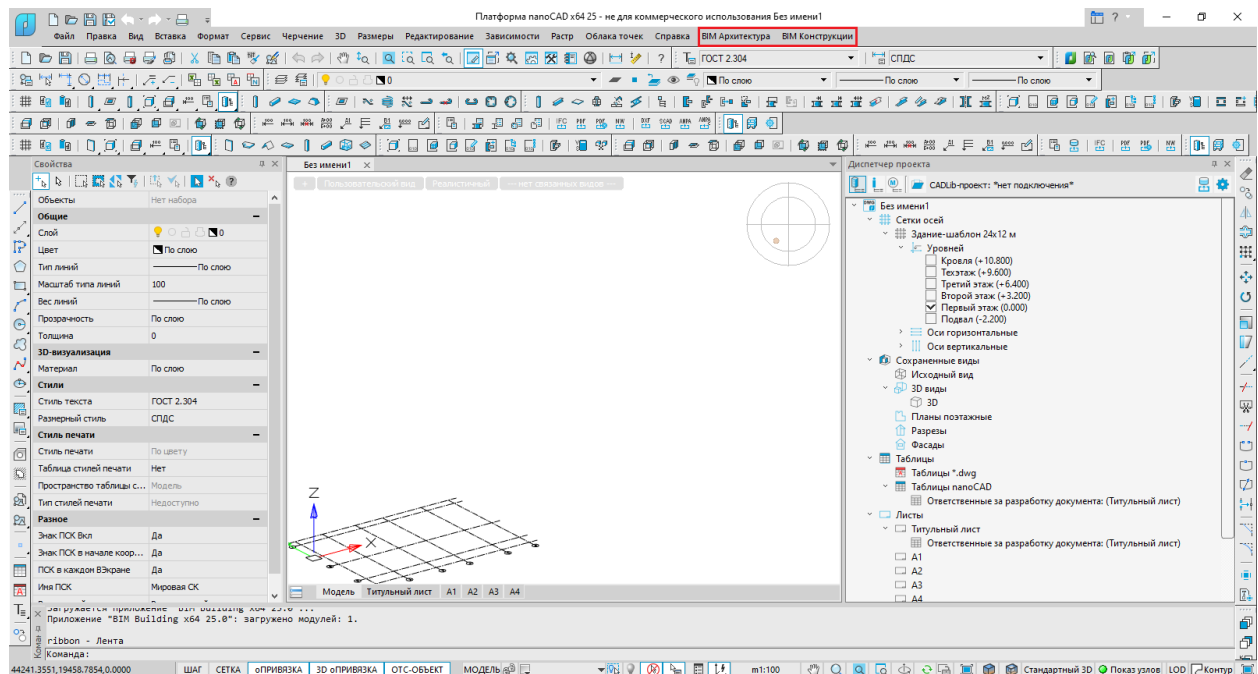 Платформа nanoCAD x64 25 - не для коммерческого использования Без имени1
Файл Правка Вид Вставка Формат Сервис Черчение 3D Размеры Редактирование Зависимости Растр Облака точек Справка BIM Архитектура BIM Конструкции
ГОСТ 2.304 СПДС
0 По слою По слою По слою
Свойства
Объекты Нет набора
Общие
Слой 0
Цвет По слою
Тип линий По слою
Масштаб типа линий 100
Вес линий По слою
Прозрачность По слою
Толщина 0
3D-визуализация
Материал По слою
Стили
Стиль текста ГОСТ 2.304
Размерный стиль СПДС
Стиль печати
Стиль печати По цвету
Таблица стилей печати Нет
Пространство таблицы с... Модель
Тип стилей печати Недоступно
Разное
Знак ПСК Вкл Да
Знак ПСК в начале коор... Да
ПСК в каждом ВЭкране Да
Имя ПСК Мировая СК
Без имени1
Пользовательский вид Реалистичный --- нет связанных видов ---
Z
X
Модель Титульный лист A1 A2 A3 A4
Диспетчер проекта
CADLib-проект: *нет подключения*
Без имени1
Сетки осей
Здание-шаблон 24x12 м
Уровней
Кровля (+10.800)
Техэтаж (+9.600)
Третий этаж (+6.400)
Второй этаж (+3.200)
Первый этаж (0.000)
Подвал (-2.200)
Оси горизонтальные
Оси вертикальные
Сохраненные виды
Исходный вид
3D виды
3D
Планы поэтажные
Разрезы
Фасады
Таблицы
Таблицы *.dwg
Таблицы nanoCAD
Ответственные за разработку документа: (Титульный лист)
Листы
Титульный лист
Ответственные за разработку документа: (Титульный лист)
A1
A2
A3
A4
Загружается приложение "BIM Building x64 25.0" ...
Приложение "BIM Building x64 25.0": загружено модулей: 1.
ribbon - Лента
Команда:
44241.3551,19458.7854,0.0000 ШАГ СЕТКА оПРИВЯЗКА 3D оПРИВЯЗКА ОТС-ОБЪЕКТ МОДЕЛЬ m1:100 Стандартный 3D Показ узлов LOD Контур